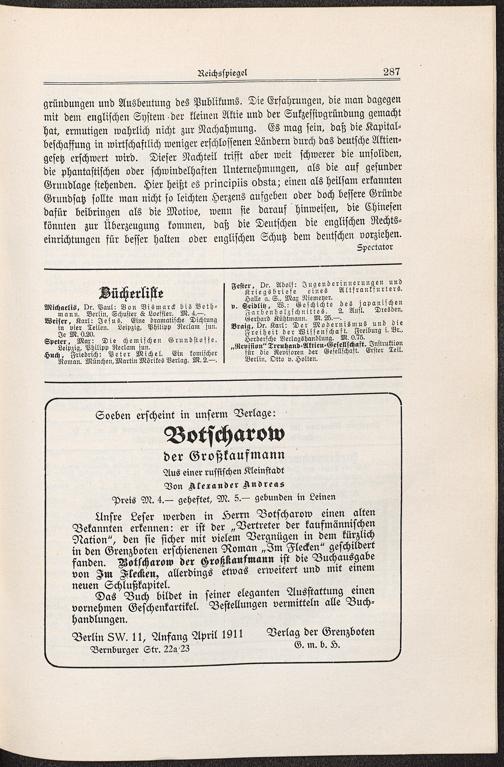 Reichsspiegel 287
gründungen und Ausbeutung des Publikums. Die Erfahrungen, die man dagegen
mit dem englischen System der kleinen Aktie und der Sukzessivgründung gemacht
hat, ermutigen wahrlich nicht zur Nachahmung. Es mag sein, daß die Kapital-
beschaffung in wirtschaftlich weniger erschlossenen Ländern durch das deutsche Aktien-
gesetz erschwert wird. Dieser Nachteil trifft aber weit schwerer die unsoliden,
die phantastischen oder schwindelhaften Unternehmungen, als die auf gesunder
Grundlage stehenden. Hier heißt es principiis obsta; einen als heilsam erkannten
Grundsatz sollte man nicht so leichten Herzens aufgeben oder doch bessere Gründe
dafür beibringen als die Motive, wenn sie darauf hinweisen, die Chinesen
könnten zur Überzeugung kommen, daß die Deutschen die englischen Rechts-
einrichtungen für besser halten oder englischen Schutz dem deutschen vorziehen.
Spectator
Bücherliste
Michaelis, Dr. Paul: Von Bismarck bis Beth-
mann. Berlin, Schuster & Loeffler. M. 4.—.
Weiser, Karl: Jesus. Eine dramatische Dichtung
in vier Teilen. Leipzig, Philipp Reclam jun.
Je M. 0.20.
Speter, Max: Die chemischen Grundstoffe.
Leipzig, Philipp Reclam jun.
Huch, Friedrich: Peter Michel. Ein komischer
Roman. München, Martin Mörikes Verlag. M. 2.—.
Fester, Dr. Adolf: Jugenderinnerungen und
Kriegsbriefe eines Altfrankfurters.
Halle a. S., Max Niemeyer.
v. Seidlitz, W.: Geschichte des japanischen
Farbenholzschnittes. 2. Aufl. Dresden,
Gerhard Kühtmann. M. 25.—.
Braig, Dr. Karl: Der Modernismus und die
Freiheit der Wissenschaft. Freiburg i. Br.,
Herdersche Verlagshandlung. M. 0.75.
„Revision“ Treuhand-Aktien-Gesellschaft. Instruktion
für die Revisoren der Gesellschaft. Erster Teil.
Berlin, Otto v. Holten.
Soeben erscheint in unserm Verlage:
Botscharow
der Großkaufmann
Aus einer russischen Kleinstadt
Von Alexander Andreas
Preis M. 4.— geheftet, M. 5.— gebunden in Leinen
Unsre Leser werden in Herrn Botscharow einen alten
Bekannten erkennen: er ist der „Vertreter der kaufmännischen
Nation“, den sie sicher mit vielem Vergnügen in dem kürzlich
in den Grenzboten erschienenen Roman „Im Flecken“ geschildert
fanden. Botscharow der Großkaufmann ist die Buchausgabe
von Im Flecken, allerdings etwas erweitert und mit einem
neuen Schlußkapitel.
Das Buch bildet in seiner eleganten Ausstattung einen
vornehmen Geschenkartikel. Bestellungen vermitteln alle Buch-
handlungen.
Berlin SW. 11, Anfang April 1911
Bernburger Str. 22a/23
Verlag der Grenzboten
G. m. b. H.